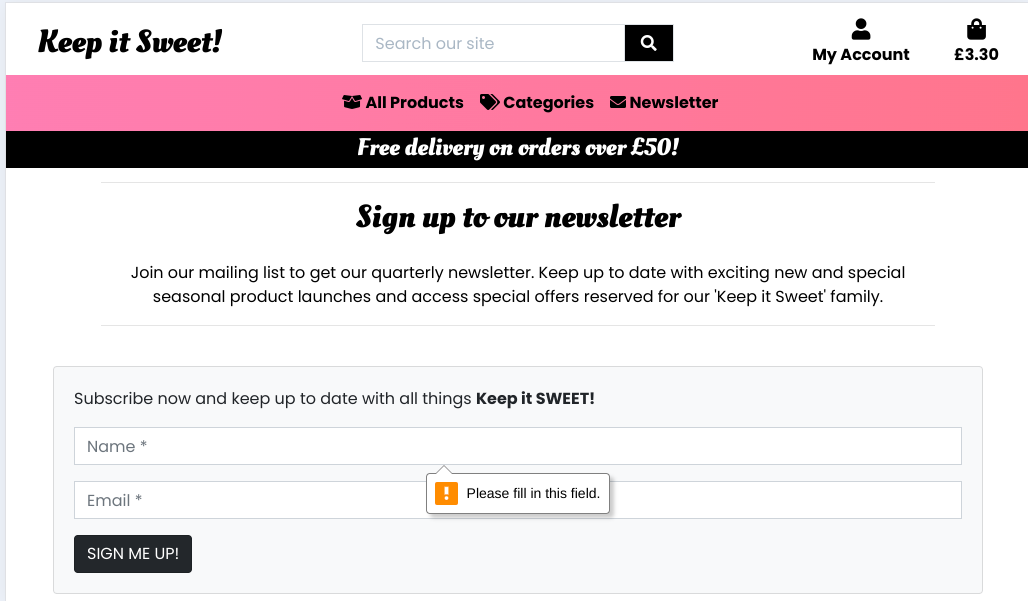 Keep it Sweet!
Search our site
My Account
£3.30
All Products
Categories
Newsletter
Free delivery on orders over £50!
Sign up to our newsletter
Join our mailing list to get our quarterly newsletter. Keep up to date with exciting new and special
seasonal product launches and access special offers reserved for our 'Keep it Sweet' family.
Subscribe now and keep up to date with all things Keep it SWEET!
Name *
Please fill in this field.
Email *
SIGN ME UP!